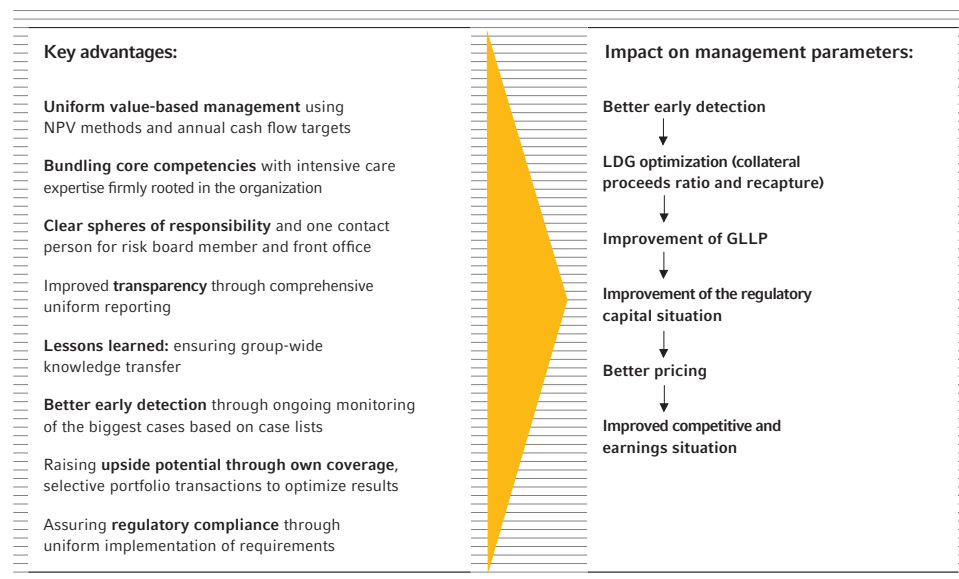 Key advantages:
Uniform value-based management using
NPV methods and annual cash flow targets
Bundling core competencies with intensive care
expertise firmly rooted in the organization
Clear spheres of responsibility and one contact
person for risk board member and front office
Improved transparency through comprehensive
uniform reporting
Lessons learned: ensuring group-wide
knowledge transfer
Better early detection through ongoing monitoring
of the biggest cases based on case lists
Raising upside potential through own coverage,
selective portfolio transactions to optimize results
Assuring regulatory compliance through
uniform implementation of requirements
Impact on management parameters:
Better early detection
LDG optimization (collateral
proceeds ratio and recapture)
Improvement of GLLP
Improvement of the regulatory
capital situation
Better pricing
Improved competitive and
earnings situation